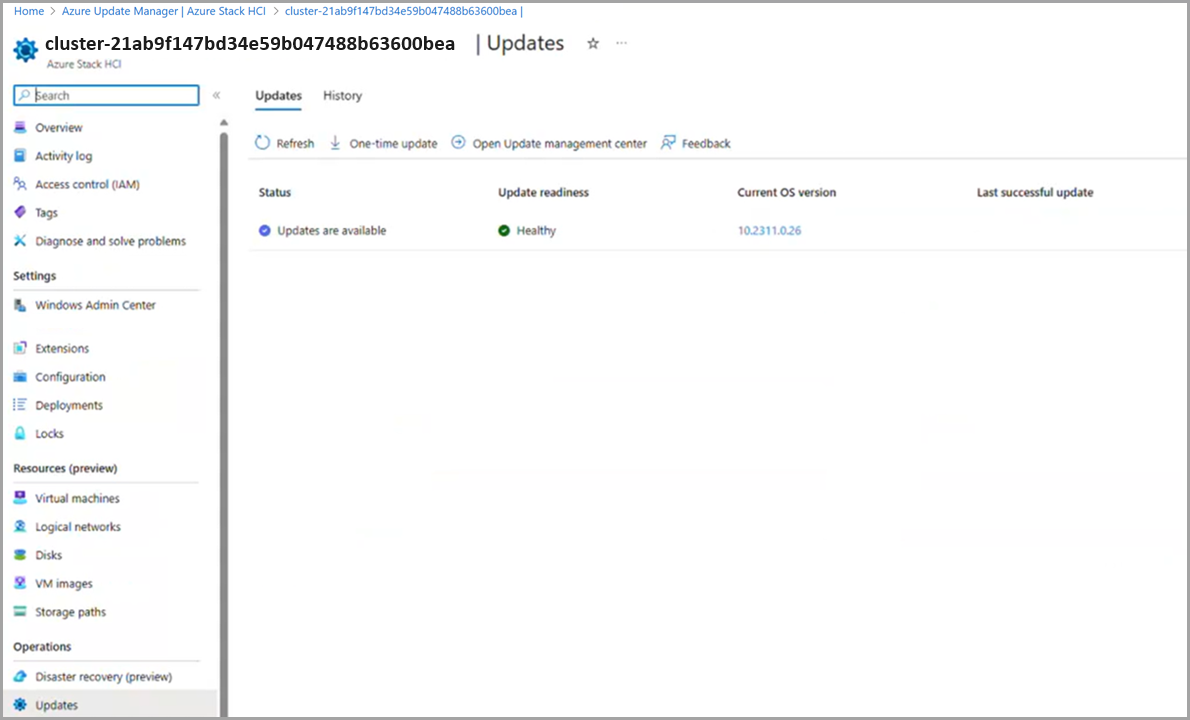 Home > Azure Update Manager | Azure Stack HCI > cluster-21ab9f147bd34e59b047488b63600bea |
cluster-21ab9f147bd34e59b047488b63600bea | Updates
Azure Stack HCI
Search
Overview
Activity log
Access control (IAM)
Tags
Diagnose and solve problems
Settings
Windows Admin Center
Extensions
Configuration
Deployments
Locks
Resources (preview)
Virtual machines
Logical networks
Disks
VM images
Storage paths
Operations
Disaster recovery (preview)
Updates
Updates History
Refresh One-time update Open Update management center Feedback
Status Update readiness Current OS version Last successful update
Updates are available Healthy 10.2311.0.26